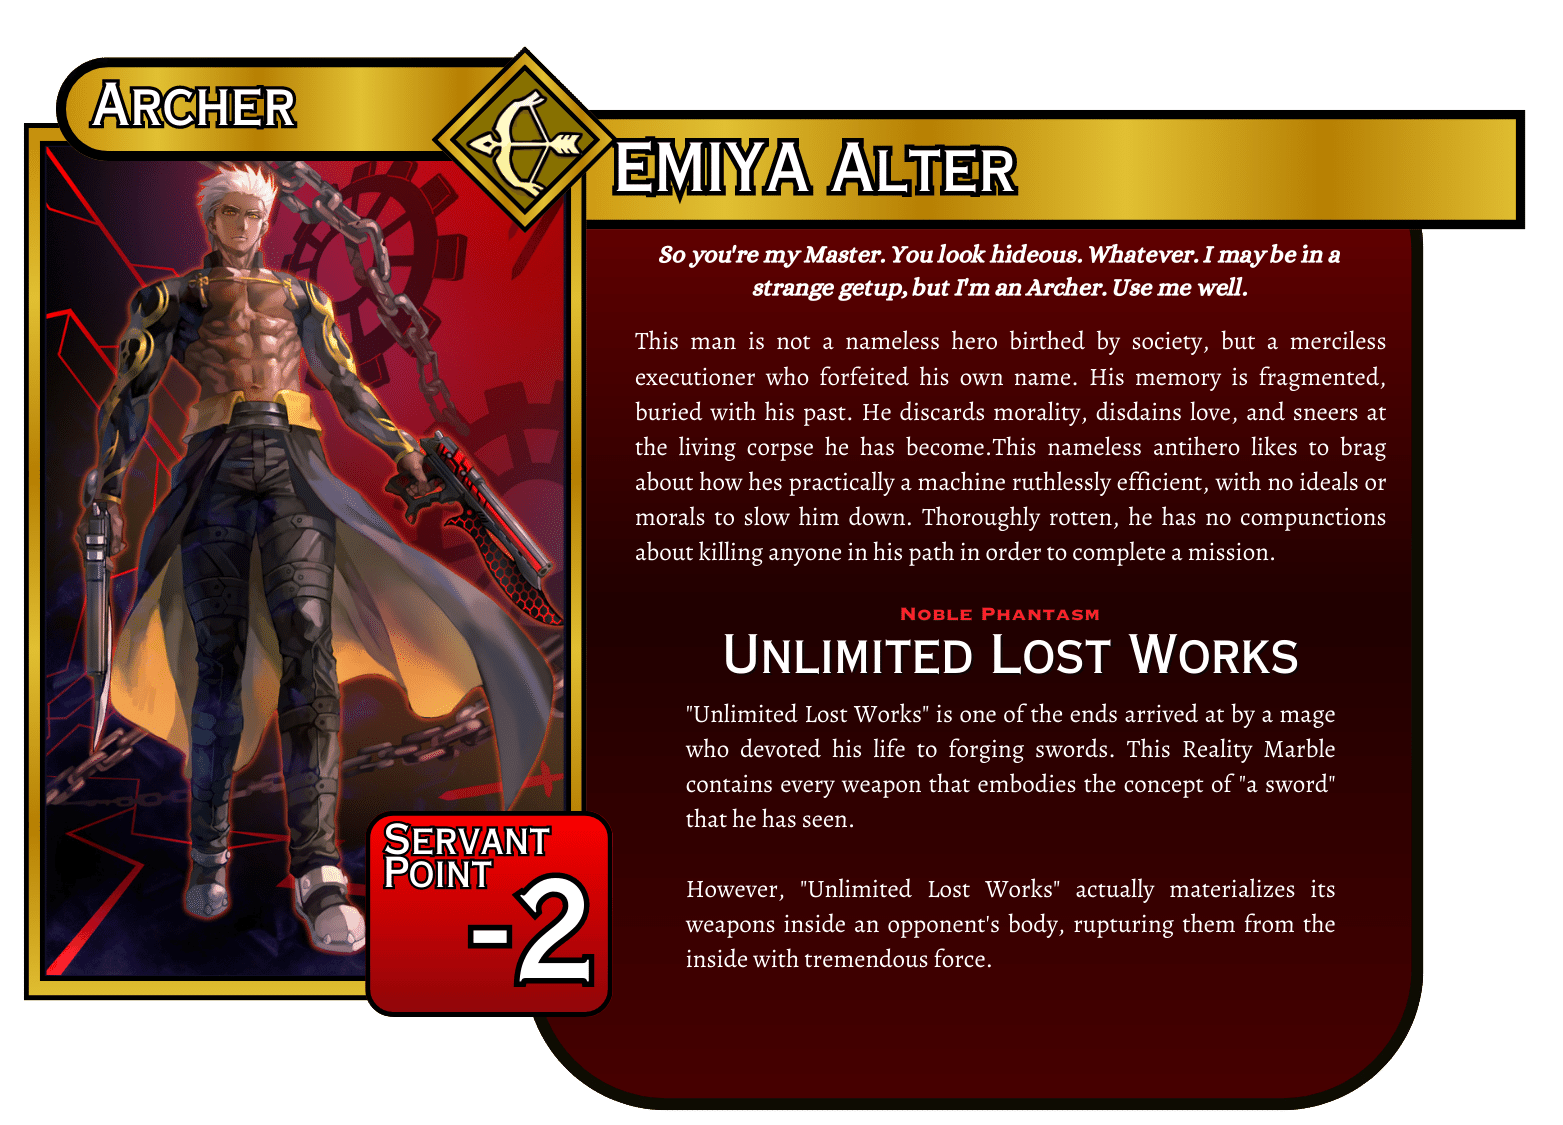 ARCHER
EMIYA ALTER
So you're my Master. You look hideous. Whatever. I may be in a
strange getup, but I'm an Archer. Use me well.
This man is not a nameless hero birthed by society, but a merciless
executioner who forfeited his own name. His memory is fragmented,
buried with his past. He discards morality, disdains love, and sneers at
the living corpse he has become.This nameless antihero likes to brag
about how hes practically a machine ruthlessly efficient, with no ideals or
morals to slow him down. Thoroughly rotten, he has no compunctions
about killing anyone in his path in order to complete a mission.
NOBLE PHANTASM
UNLIMITED LOST WORKS
"Unlimited Lost Works" is one of the ends arrived at by a mage
who devoted his life to forging swords. This Reality Marble
contains every weapon that embodies the concept of "a sword"
that he has seen.
However, "Unlimited Lost Works" actually materializes its
weapons inside an opponent's body, rupturing them from the
inside with tremendous force.
SERVANT
POINT
-2